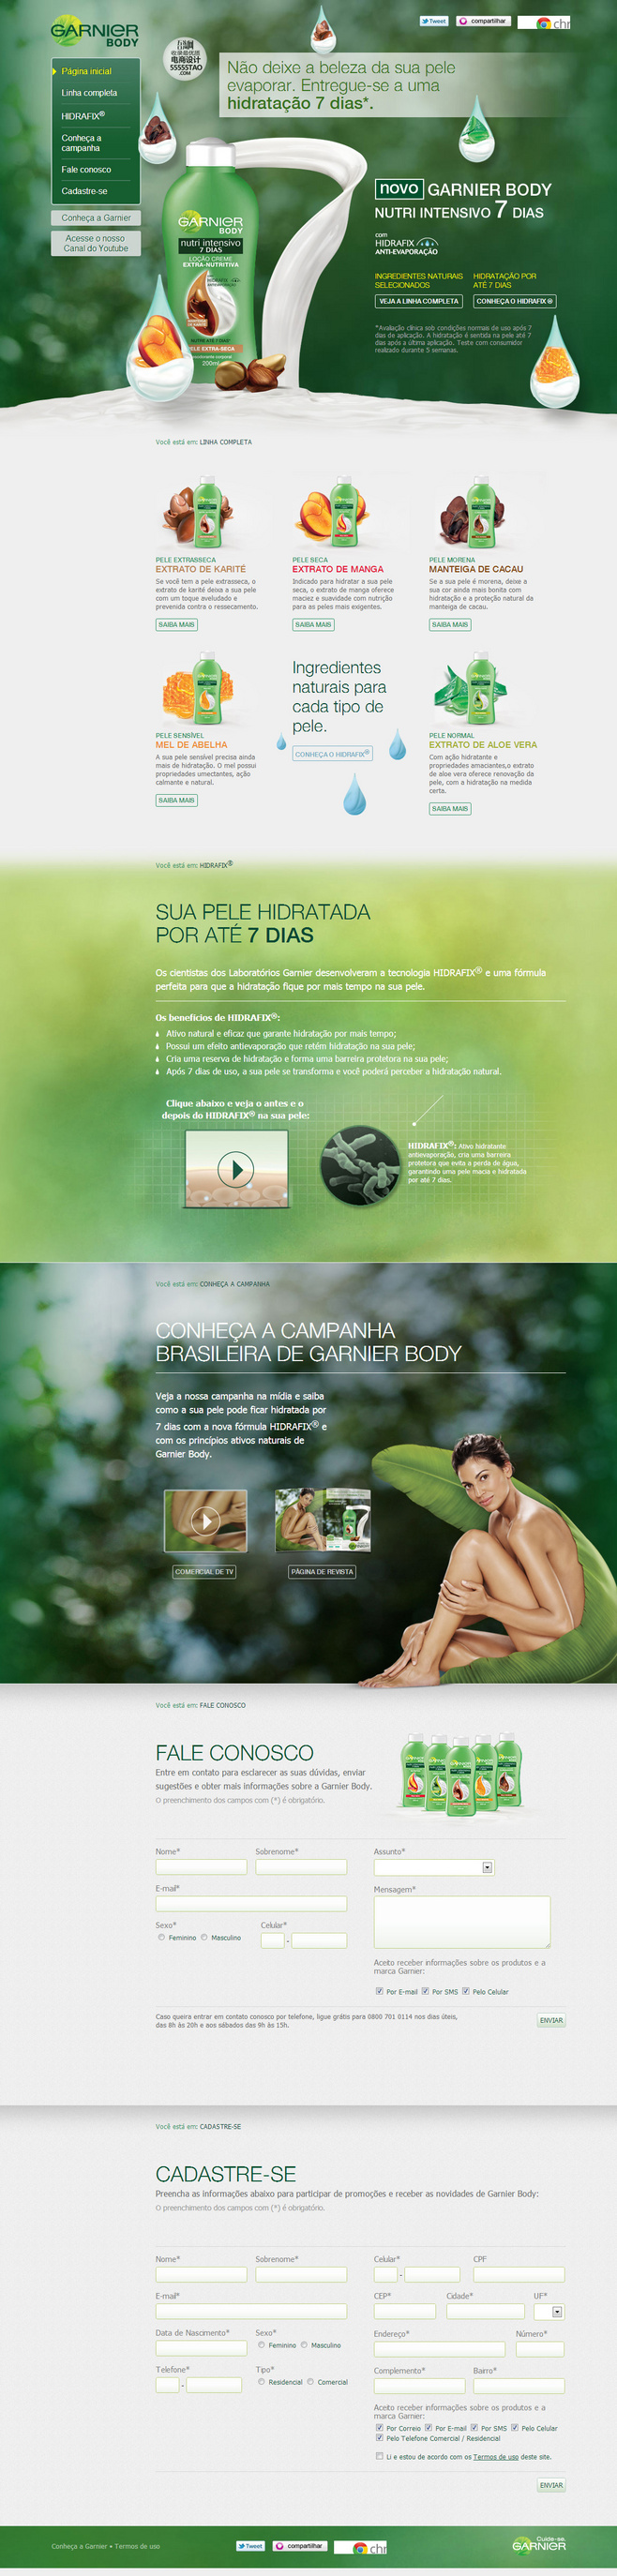 GARNIER
BODY
Tweet
compartilhar
chr
Página inicial
Linha completa
HIDRAFIX®
Conheça a
campanha
Fale conosco
Cadastre-se
Conheça a Garnier
Acesse o nosso
Canal do Youtube
电商设计
55555TAO
.COM
Não deixe a beleza da sua pele
evaporar. Entregue-se a uma
hidratação 7 dias*.
GARNIER
BODY
nutri intensivo
7 DIAS
LOÇÃO CREME
EXTRA-NUTRITIVA
PELE EXTRA-SECA
200ml
novo GARNIER BODY
NUTRI INTENSIVO 7 DIAS
com
HIDRAFIX
ANTI-EVAPORAÇÃO
INGREDIENTES NATURAIS
SELECIONADOS
VEJA A LINHA COMPLETA
HIDRATAÇÃO POR
ATÉ 7 DIAS
CONHEÇA O HIDRAFIX ®
*Avaliação clínica sob condições normais de uso após 7
dias de aplicação. A hidratação é sentida na pele até 7
dias após a última aplicação. Teste com consumidor
realizado durante 5 semanas.
Você está em: LINHA COMPLETA
PELE EXTRASSECA
EXTRATO DE KARITÉ
Se você tem a pele extrasseca, o
extrato de karité deixa a sua pele
com um toque aveludado e
prevenida contra o ressecamento.
SAIBA MAIS
PELE SECA
EXTRATO DE MANGA
Indicado para hidratar a sua pele
seca, o extrato de manga oferece
maciez e suavidade com nutrição
para as peles mais exigentes.
SAIBA MAIS
PELE MORENA
MANTEIGA DE CACAU
Se a sua pele é morena, deixe a
sua cor ainda mais bonita com
hidratação e a proteção natural da
manteiga de cacau.
SAIBA MAIS
PELE SENSÍVEL
MEL DE ABELHA
A sua pele sensível precisa ainda
mais de hidratação. O mel possui
propriedades umectantes, ação
calmante e natural.
SAIBA MAIS
Ingredientes
naturais para
cada tipo de
pele.
CONHEÇA O HIDRAFIX®
PELE NORMAL
EXTRATO DE ALOE VERA
Com ação hidratante e
propriedades amaciantes,o extrato
de aloe vera oferece renovação da
pele, com a hidratação na medida
certa.
SAIBA MAIS
Você está em: HIDRAFIX®
SUA PELE HIDRATADA
POR ATÉ 7 DIAS
Os cientistas dos Laboratórios Garnier desenvolveram a tecnologia HIDRAFIX® e uma fórmula
perfeita para que a hidratação fique por mais tempo na sua pele.
Os benefícios de HIDRAFIX®:
Ativo natural e eficaz que garante hidratação por mais tempo;
Possui um efeito antievaporação que retém hidratação na sua pele;
Cria uma reserva de hidratação e forma uma barreira protetora na sua pele;
Após 7 dias de uso, a sua pele se transforma e você poderá perceber a hidratação natural.
Clique abaixo e veja o antes e o
depois do HIDRAFIX® na sua pele:
HIDRAFIX®: Ativo hidratante
antievaporação, cria uma barreira
protetora que evita a perda de água,
garantindo uma pele macia e hidratada
por até 7 dias.
Você está em: CONHEÇA A CAMPANHA
CONHEÇA A CAMPANHA
BRASILEIRA DE GARNIER BODY
Veja a nossa campanha na mídia e saiba
como a sua pele pode ficar hidratada por
7 dias com a nova fórmula HIDRAFIX® e
com os princípios ativos naturais de
Garnier Body.
COMERCIAL DE TV
PÁGINA DE REVISTA
Você está em: FALE CONOSCO
FALE CONOSCO
Entre em contato para esclarecer as suas dúvidas, enviar
sugestões e obter mais informações sobre a Garnier Body.
O preenchimento dos campos com (*) é obrigatório.
Nome*
Sobrenome*
E-mail*
Sexo*
Feminino
Masculino
Celular*
-
Assunto*
Mensagem*
Aceito receber informações sobre os produtos e a
marca Garnier:
Por E-mail
Por SMS
Pelo Celular
Caso queira entrar em contato conosco por telefone, ligue grátis para 0800 701 0114 nos dias úteis,
das 8h às 20h e aos sábados das 9h às 15h.
ENVIAR
Você está em: CADASTRE-SE
CADASTRE-SE
Preencha as informações abaixo para participar de promoções e receber as novidades de Garnier Body:
O preenchimento dos campos com (*) é obrigatório.
Nome*
Sobrenome*
E-mail*
Data de Nascimento*
Sexo*
Feminino
Masculino
Telefone*
-
Tipo*
Residencial
Comercial
Celular*
-
CPF
CEP*
Cidade*
UF*
Endereço*
Número*
Complemento*
Bairro*
Aceito receber informações sobre os produtos e a
marca Garnier:
Por Correio
Por E-mail
Por SMS
Pelo Celular
Pelo Telefone Comercial / Residencial
Li e estou de acordo com os Termos de uso deste site.
ENVIAR
Conheça a Garnier • Termos de uso
Tweet
compartilhar
chr
Cuide-se.
GARNIER